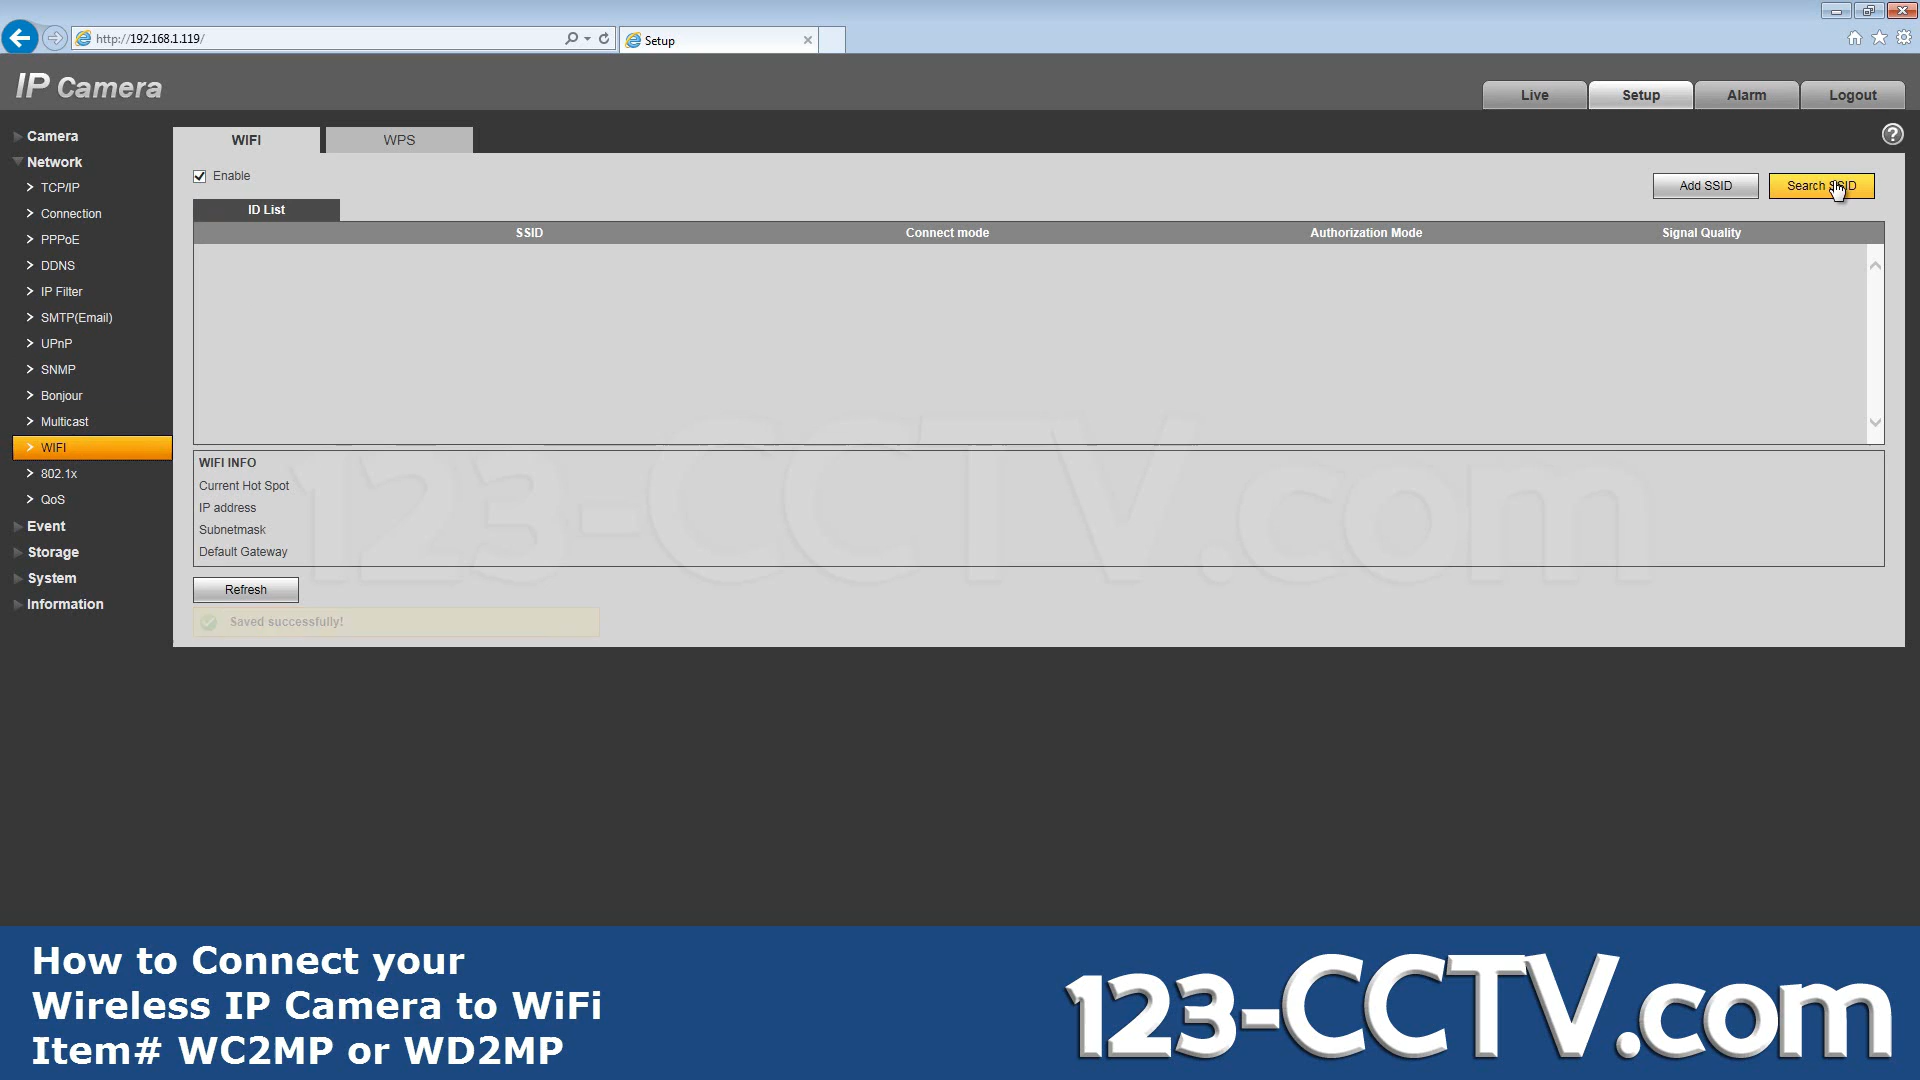 http://192.168.1.119/
Setup
IP Camera
Live
Setup
Alarm
Logout
Camera
Network
TCP/IP
Connection
PPPoE
DDNS
IP Filter
SMTP(Email)
UPnP
SNMP
Bonjour
Multicast
WIFI
802.1x
QoS
Event
Storage
System
Information
WIFI
WPS
Enable
Add SSID
Search SSID
ID List
SSID
Connect mode
Authorization Mode
Signal Quality
WIFI INFO
Current Hot Spot
IP address
Subnetmask
Default Gateway
123-CCTV.com
Refresh
Saved successfully!
How to Connect your
Wireless IP Camera to WiFi
Item# WC2MP or WD2MP
123-CCTV.com